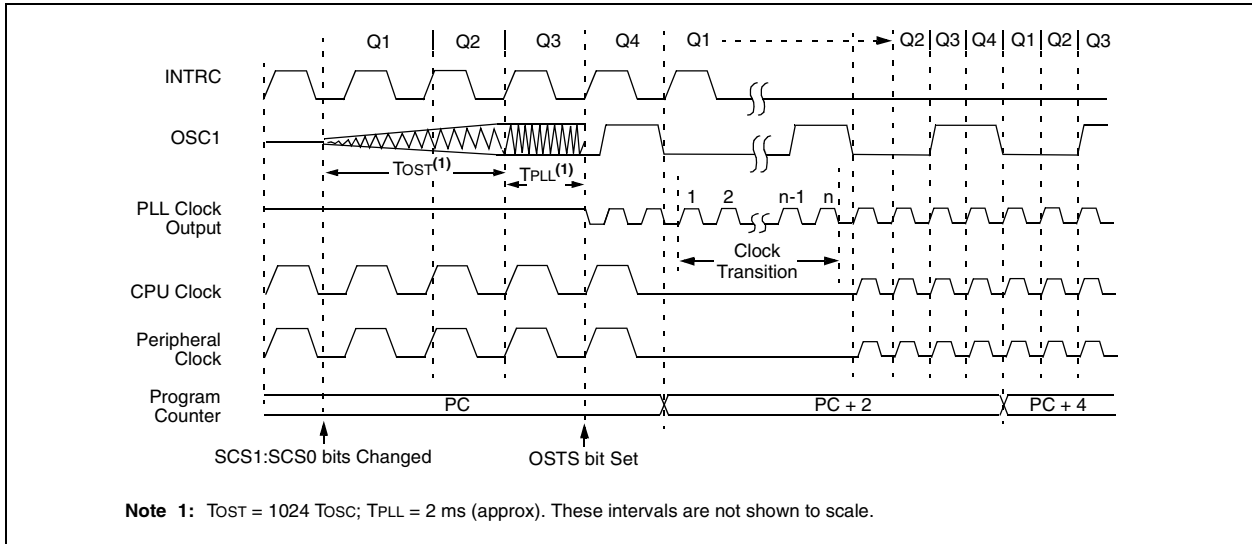 Q1 Q2 Q3 Q4 Q1 Q2 Q3 Q4 Q1 Q2 Q3
INTRC
OSC1
TOST(1) TPLL(1)
PLL Clock
Output
1 2 n-1 n
Clock
Transition
CPU Clock
Peripheral
Clock
Program
Counter
PC PC + 2 PC + 4
SCS1:SCS0 bits Changed OSTS bit Set
Note 1: TOST = 1024 TOSC; TPLL = 2 ms (approx). These intervals are not shown to scale.